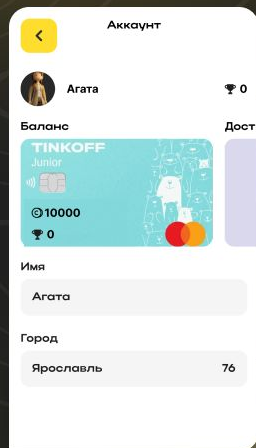 Аккаунт
Агата
0
Баланс
Дост
TINKOFF
Junior
10000
0
Имя
Агата
Город
Ярославль 76